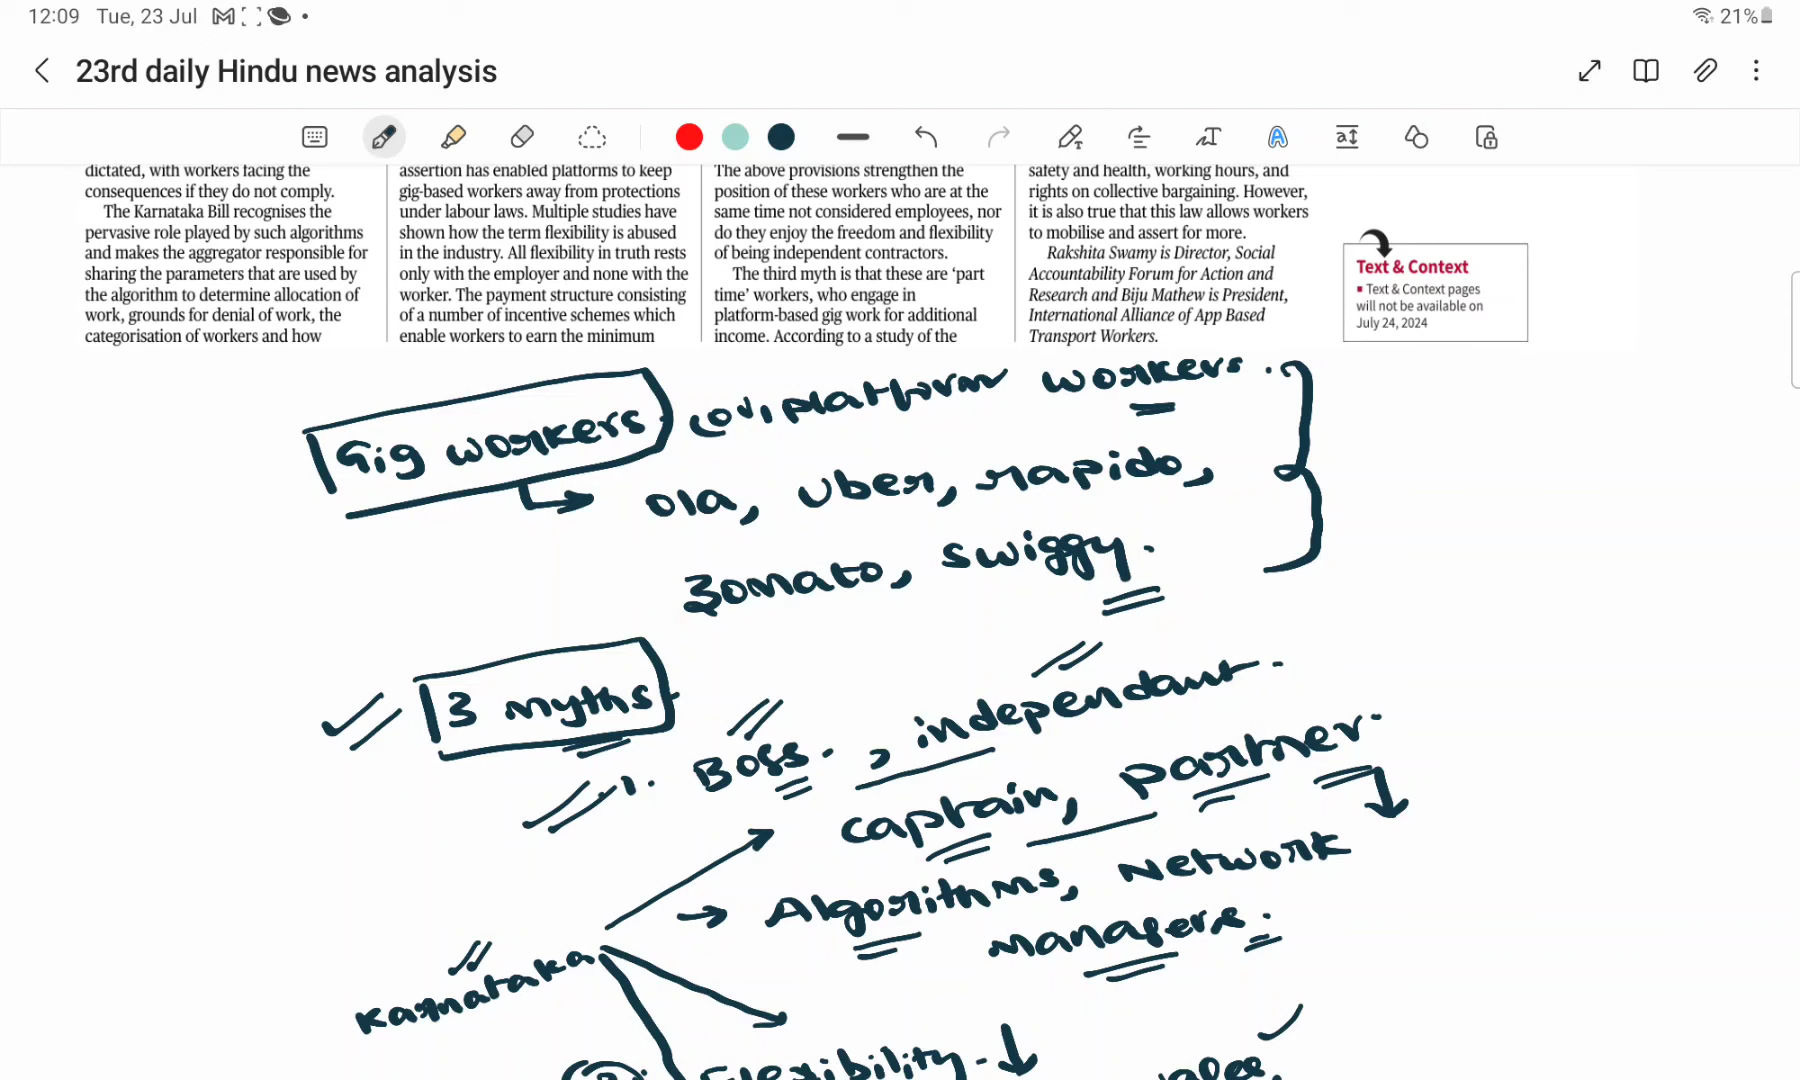 12:09 Tue, 23 Jul
21%
23rd daily Hindu news analysis
dictated, with workers facing the
consequences if they do not comply.
The Karnataka Bill recognises the
pervasive role played by such algorithms
and makes the aggregator responsible for
sharing the parameters that are used by
the algorithm to determine allocation of
work, grounds for denial of work, the
categorisation of workers and how
assertion has enabled platforms to keep
gig-based workers away from protections
under labour laws. Multiple studies have
shown how the term flexibility is abused
in the industry. All flexibility in truth rests
only with the employer and none with the
worker. The payment structure consisting
of a number of incentive schemes which
enable workers to earn the minimum
The above provisions strengthen the
position of these workers who are at the
same time not considered employees, nor
do they enjoy the freedom and flexibility
of being independent contractors.
The third myth is that these are ‘part
time’ workers, who engage in
platform-based gig work for additional
income. According to a study of the
safety and health, working hours, and
rights on collective bargaining. However,
it is also true that this law allows workers
to mobilise and assert for more.
Rakshita Swamy is Director, Social
Accountability Forum for Action and
Research and Biju Mathew is President,
International Alliance of App Based
Transport Workers.
Text & Context
Text & Context pages
will not be available on
July 24, 2024
Gig workers (or) platform workers.
ola, uber, rapido,
zomato, swiggy.
3 myths
1. Boss. , independant.
captain, partner.
→ Algorithms, Network
managers.
Karnataka
Flexibility.